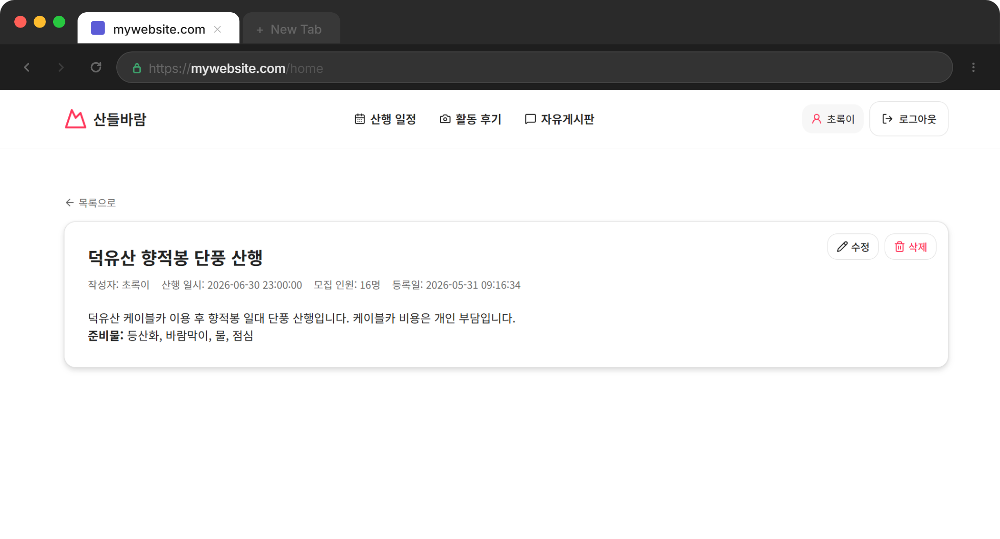 mywebsite.com
+ New Tab
https://mywebsite.com/home
산들바람
산행 일정
활동 후기
자유게시판
초록이
로그아웃
← 목록으로
덕유산 향적봉 단풍 산행
수정
삭제
작성자: 초록이 산행 일시: 2026-06-30 23:00:00 모집 인원: 16명 등록일: 2026-05-31 09:16:34
덕유산 케이블카 이용 후 향적봉 일대 단풍 산행입니다. 케이블카 비용은 개인 부담입니다.
준비물: 등산화, 바람막이, 물, 점심